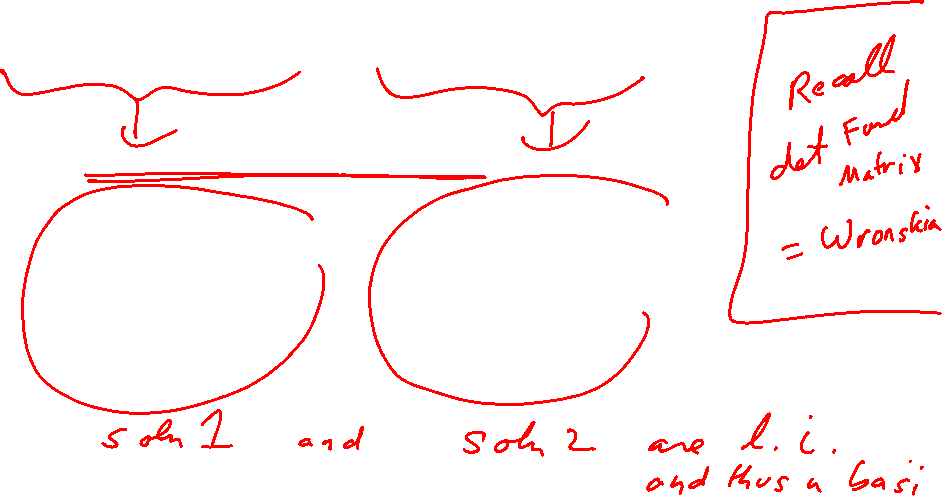 Recall
det Fund
Matrix
= Wronskia
soln 1 and soln 2 are l. i.
and thus a basi